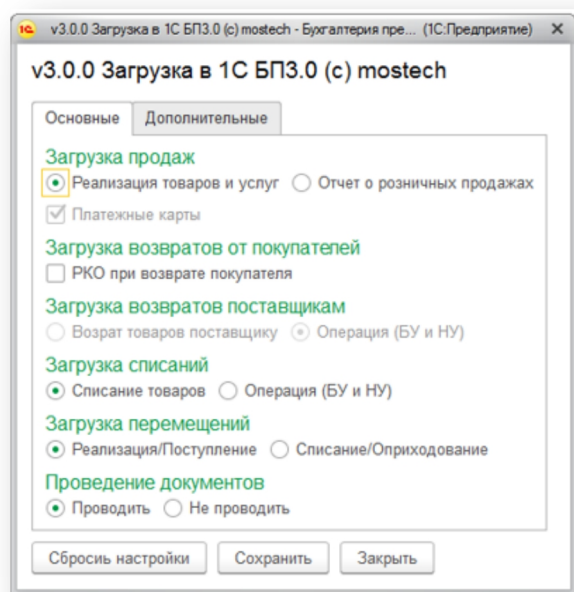 1С v3.0.0 Загрузка в 1С БП3.0 (с) mostech - Бухгалтерия пре... (1С:Предприятие) ×
v3.0.0 Загрузка в 1С БП3.0 (с) mostech
Основные Дополнительные
Загрузка продаж
Реализация товаров и услуг Отчет о розничных продажах
Платежные карты
Загрузка возвратов от покупателей
РКО при возврате покупателя
Загрузка возвратов поставщикам
Возрат товаров поставщику Операция (БУ и НУ)
Загрузка списаний
Списание товаров Операция (БУ и НУ)
Загрузка перемещений
Реализация/Поступление Списание/Оприходование
Проведение документов
Проводить Не проводить
Сбросиь настройки Сохранить Закрыть